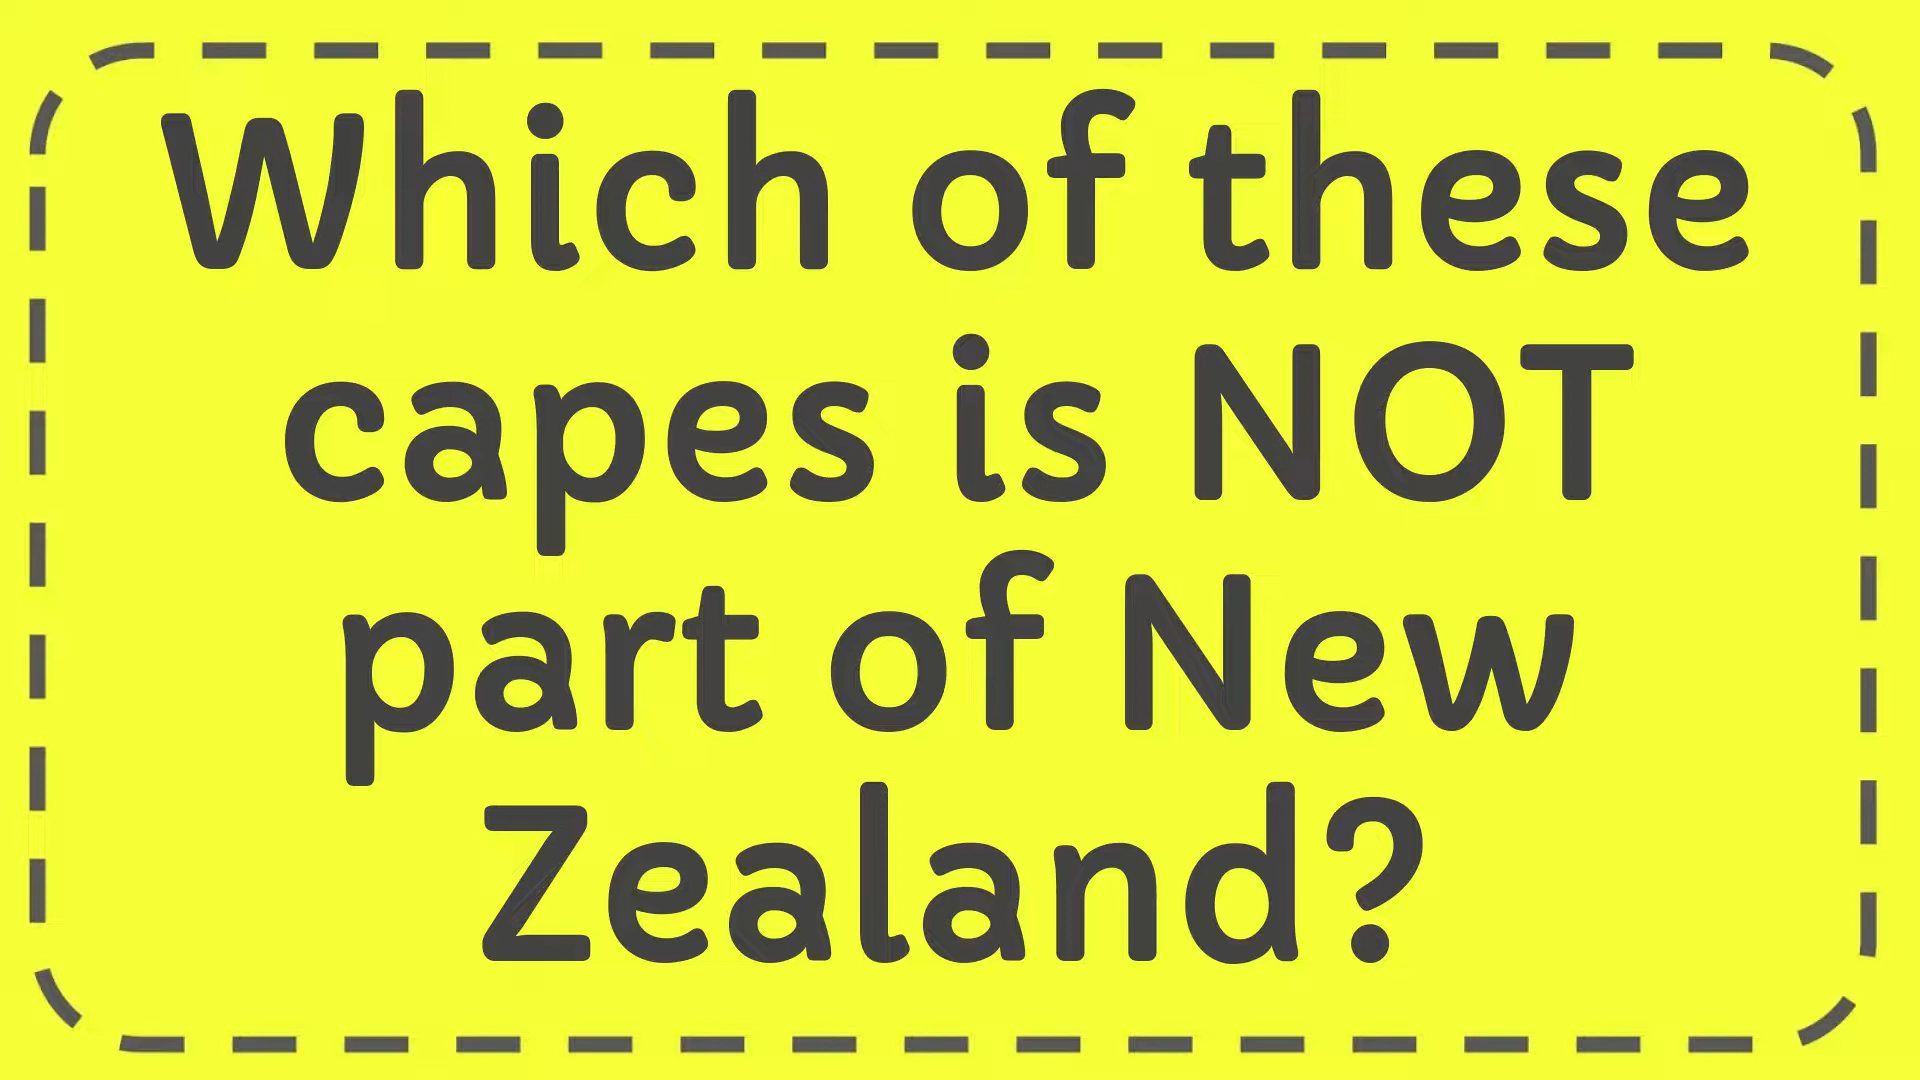 Which of these
capes is NOT
part of New
Zealand?